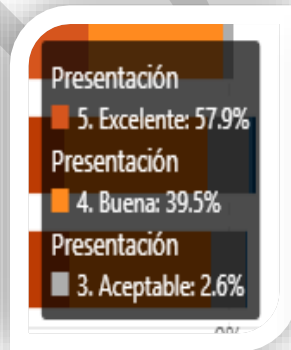 Presentación
5. Excelente: 57.9%
Presentación
4. Buena: 39.5%
Presentación
3. Aceptable: 2.6%